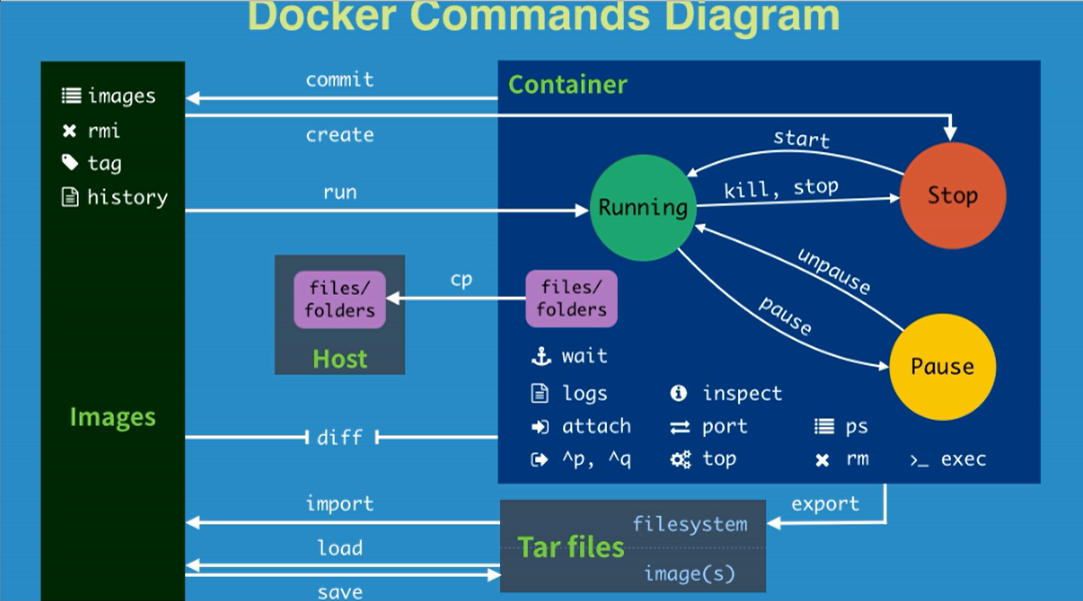 Docker Commands Diagram
images
rmi
tag
history
Images
commit
create
run
cp
files/
folders
Host
diff
import
load
save
Container
Running
start
kill, stop
Stop
unpause
pause
Pause
files/
folders
wait
logs
inspect
attach
port
ps
^p, ^q
top
rm
>_ exec
export
filesystem
Tar files
image(s)